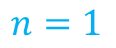 n = 1